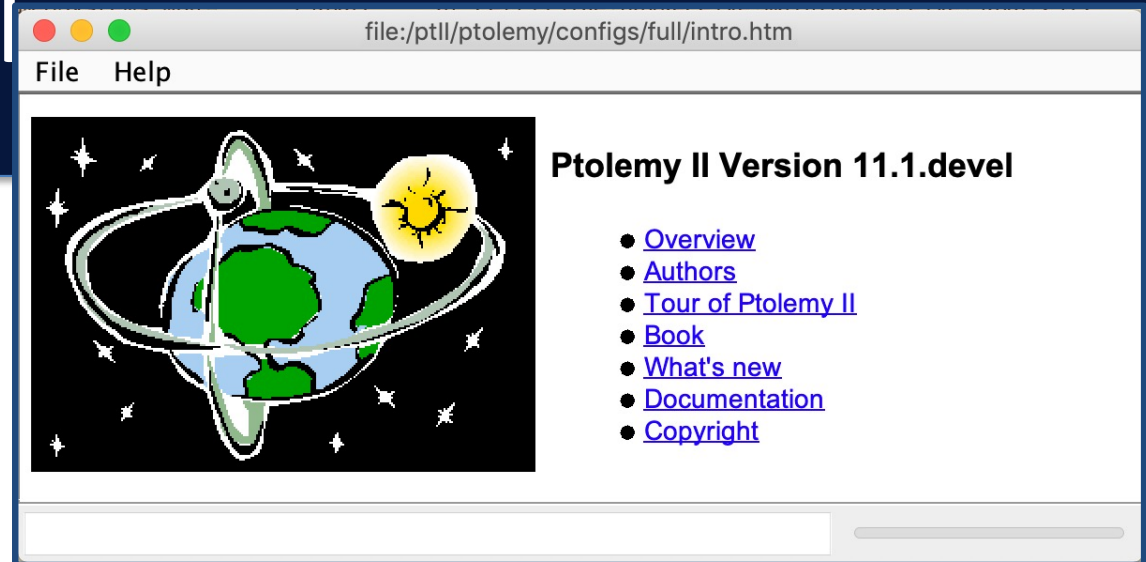 file:/ptII/ptolemy/configs/full/intro.htm
File Help
Ptolemy II Version 11.1.devel
Overview
Authors
Tour of Ptolemy II
Book
What's new
Documentation
Copyright